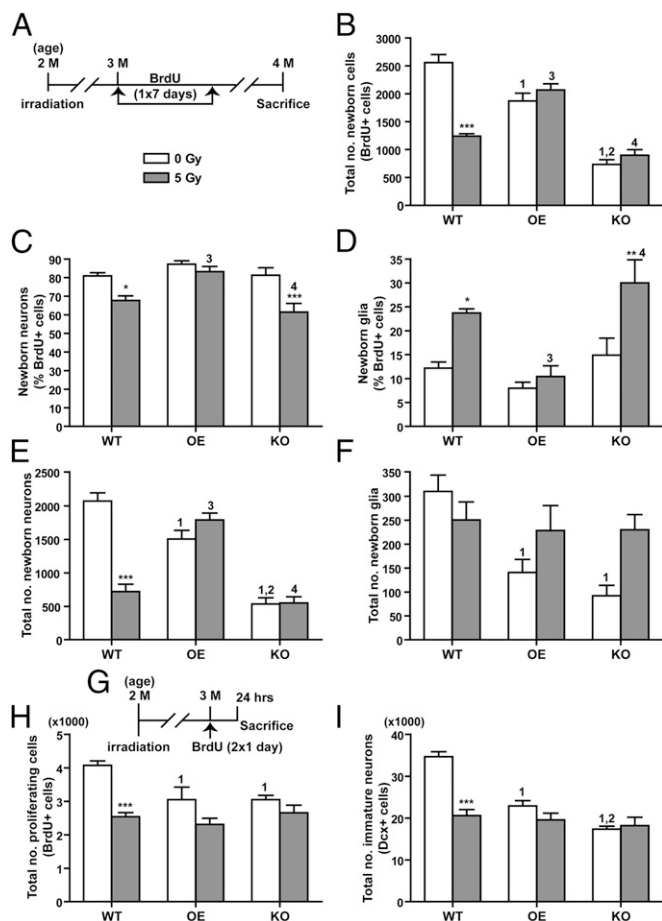 A
(age)
2 M
3 M
4 M
BrdU
(1x7 days)
irradiation
Sacrifice
0 Gy
5 Gy
B
Total no. newborn cells
(BrdU+ cells)
3000
2500
2000
1500
1000
500
0
***
1
3
1,2
4
WT
OE
KO
C
Newborn neurons
(% BrdU+ cells)
90
80
70
60
50
40
30
20
10
0
*
3
4
***
WT
OE
KO
D
Newborn glia
(% BrdU+ cells)
35
30
25
20
15
10
5
0
*
3
** 4
WT
OE
KO
E
Total no. newborn neurons
2500
2000
1500
1000
500
0
***
1
3
1,2
4
WT
OE
KO
F
Total no. newborn glia
350
300
250
200
150
100
50
0
1
1
WT
OE
KO
G
(age)
2 M
3 M
24 hrs
Sacrifice
irradiation
BrdU (2x1 day)
H
(x1000)
Total no. proliferating cells
(BrdU+ cells)
5
4
3
2
1
0
***
1
1
WT
OE
KO
I
(x1000)
Total no. immature neurons
(Dcx+ cells)
40
30
20
10
0
***
1
1,2
WT
OE
KO